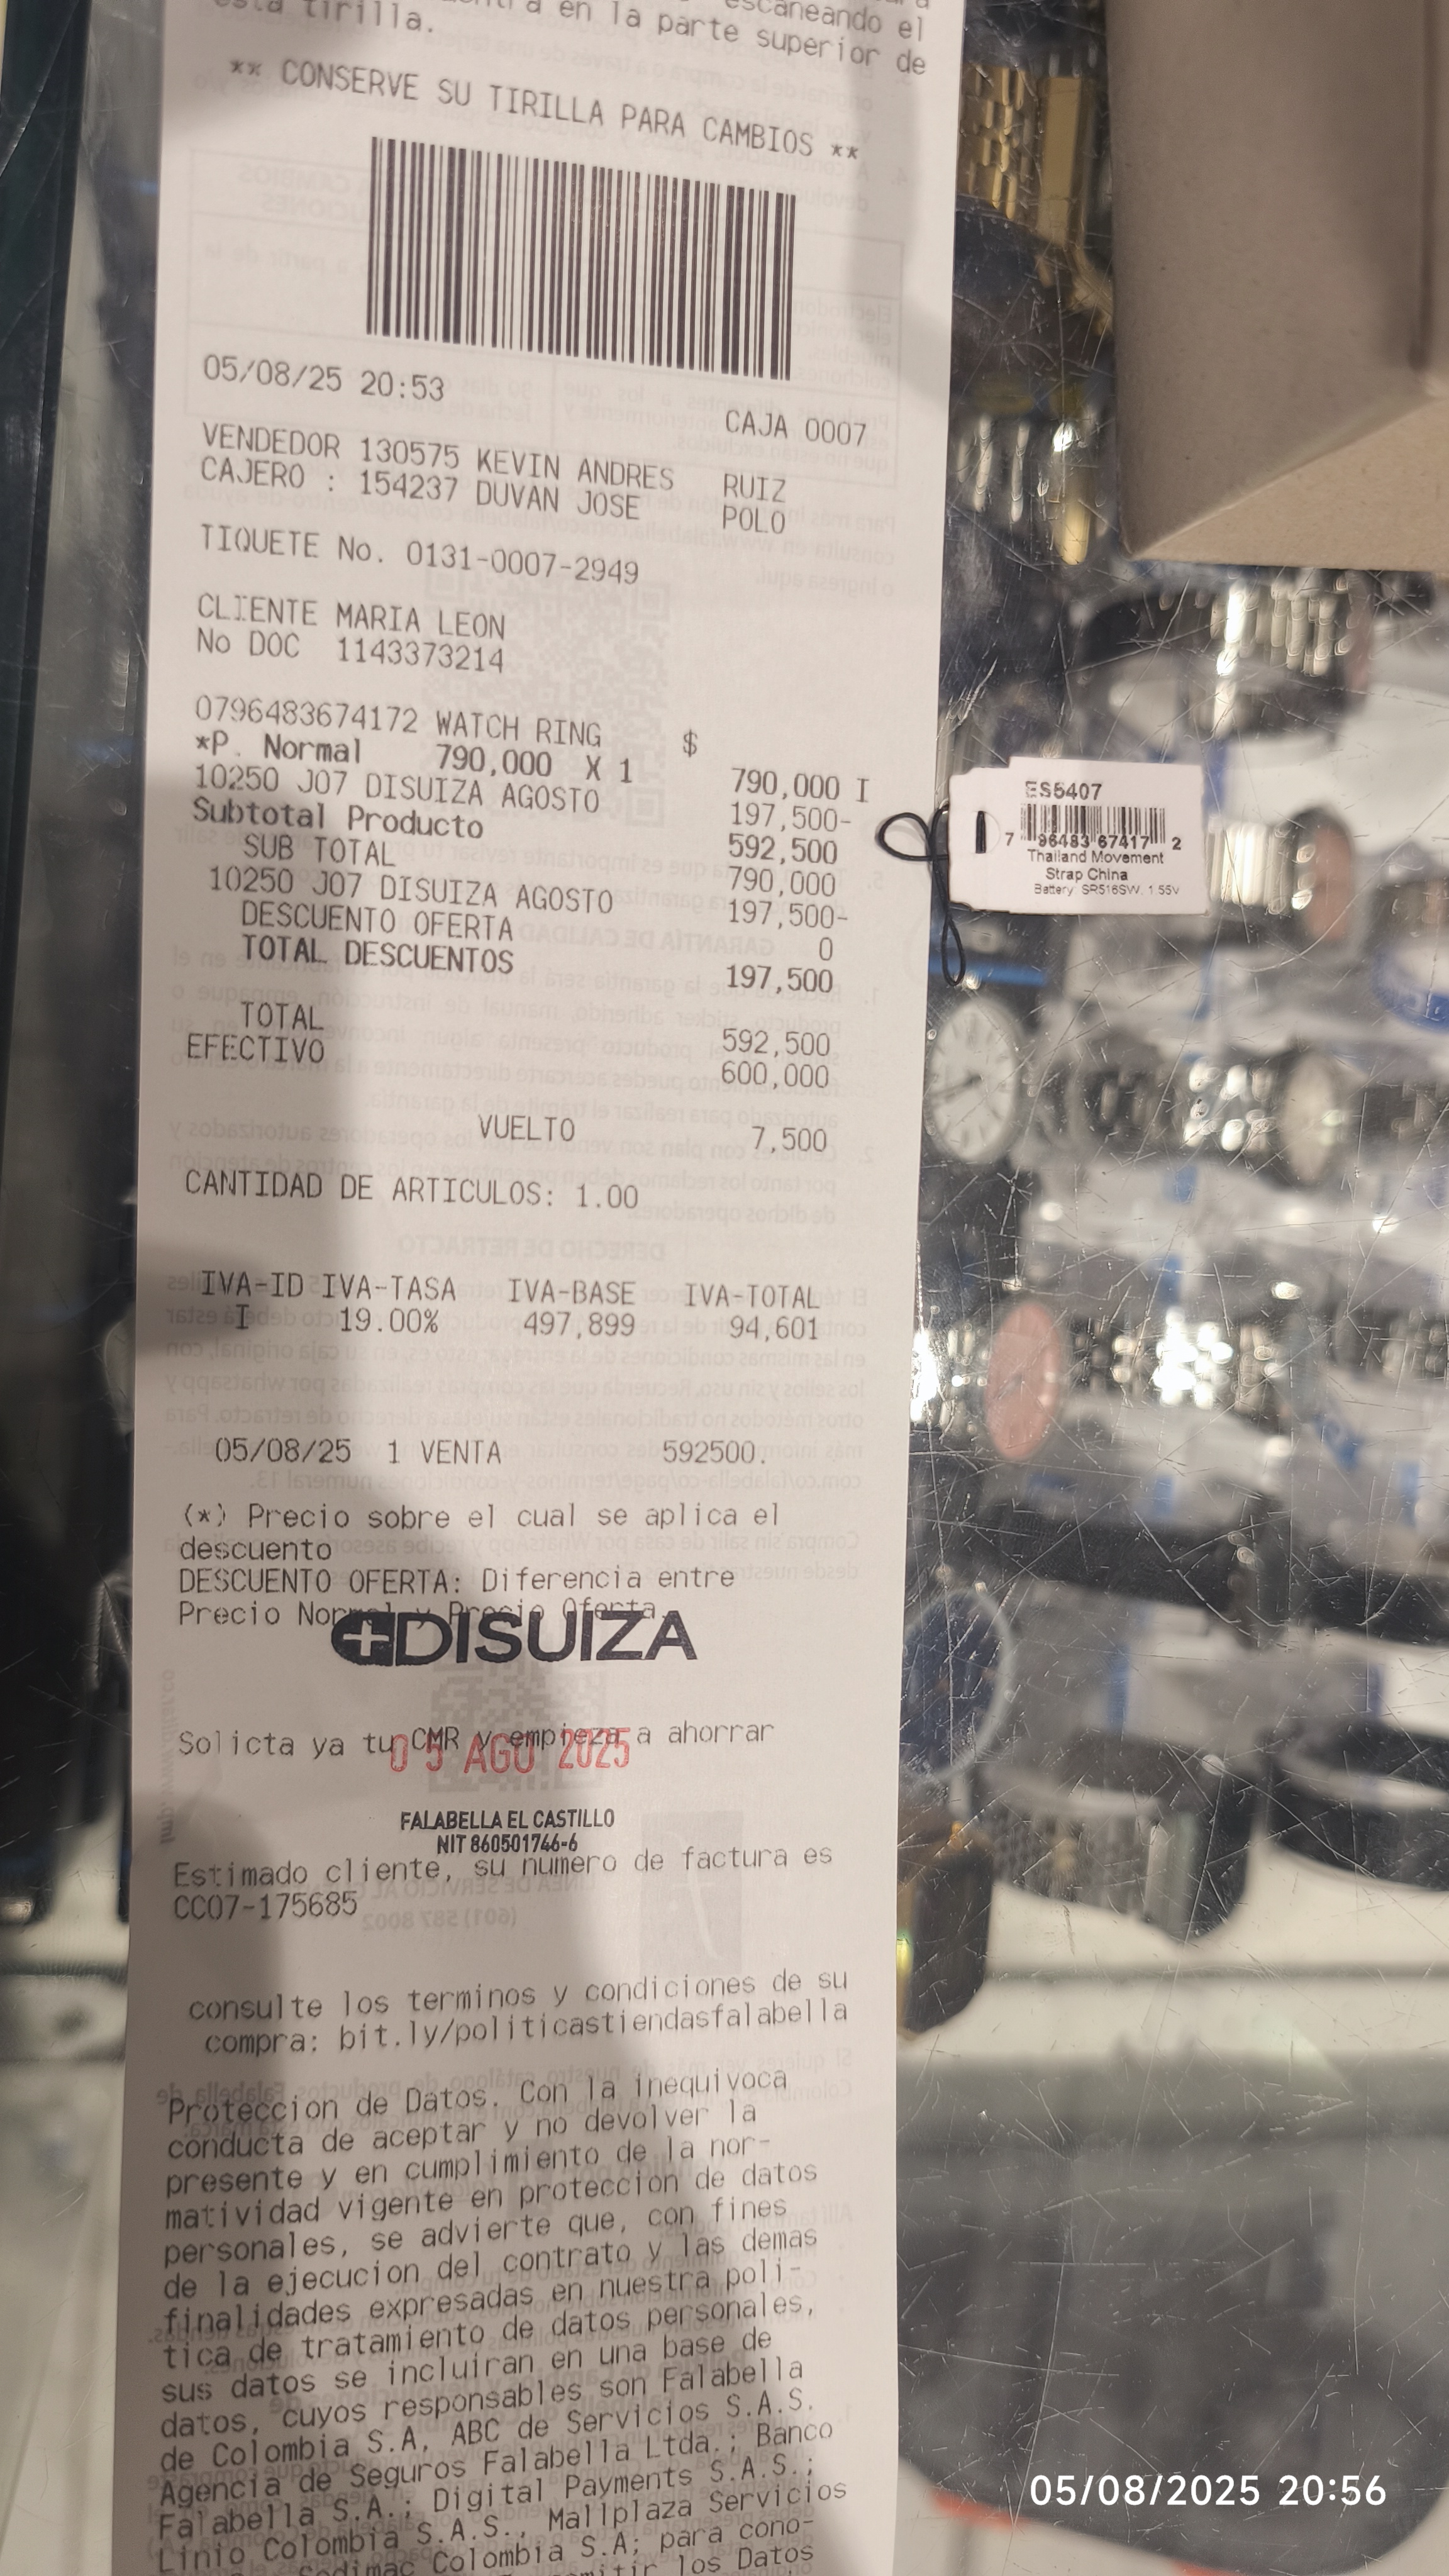 escaneando el
en la parte superior de
esta tirilla.
** CONSERVE SU TIRILLA PARA CAMBIOS **
05/08/25 20:53
CAJA 0007
VENDEDOR 130575 KEVIN ANDRES RUIZ
CAJERO : 154237 DUVAN JOSE POLO
TIQUETE No. 0131-0007-2949
CLIENTE MARIA LEON
No DOC 1143373214
0796483674172 WATCH RING $
*P. Normal 790,000 X 1 790,000 I
10250 J07 DISUIZA AGOSTO 197,500-
Subtotal Producto 592,500
SUB TOTAL 790,000
10250 J07 DISUIZA AGOSTO 197,500-
DESCUENTO OFERTA 0
TOTAL DESCUENTOS 197,500
TOTAL 592,500
EFECTIVO 600,000
VUELTO 7,500
CANTIDAD DE ARTICULOS: 1.00
IVA-ID IVA-TASA IVA-BASE IVA-TOTAL
I 19.00% 497,899 94,601
05/08/25 1 VENTA 592500.
(*) Precio sobre el cual se aplica el
descuento
DESCUENTO OFERTA: Diferencia entre
Precio Normal y Precio Oferta
DISUIZA
Solicta ya tu CMR y empieza a ahorrar
05 AGO 2025
FALABELLA EL CASTILLO
NIT 860501746-6
Estimado cliente, su numero de factura es
CC07-175685
consulte los terminos y condiciones de su
compra: bit.ly/politicastiendasfalabella
Proteccion de Datos. Con la inequivoca
conducta de aceptar y no devolver la
presente y en cumplimiento de la nor-
matividad vigente en proteccion de datos
personales, se advierte que, con fines
de la ejecucion del contrato y las demas
finalidades expresadas en nuestra poli-
tica de tratamiento de datos personales,
sus datos se incluiran en una base de
datos, cuyos responsables son Falabella
de Colombia S.A, ABC de Servicios S.A.S.
Agencia de Seguros Falabella Ltda.; Banco
Falabella S.A.; Digital Payments S.A.S.;
Linio Colombia S.A.S., Mallplaza Servicios
Sodimac Colombia S.A; para cono-
los Datos
ES5407
7 96483 67417 2
Thailand Movement
Strap China
Battery SR516SW. 1.55V
05/08/2025 20:56